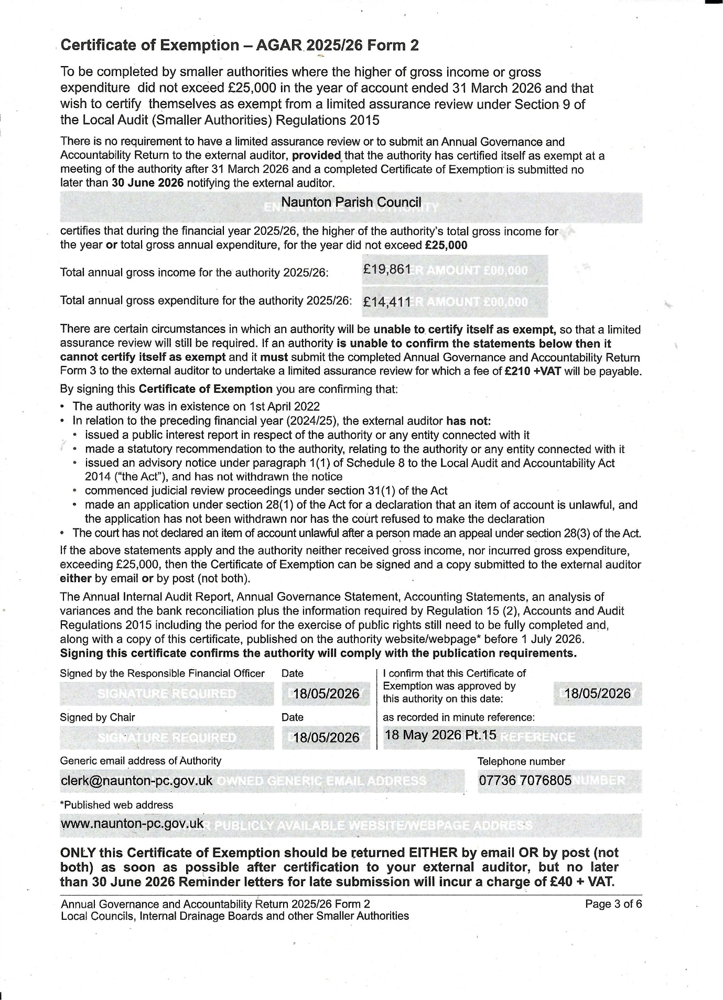 Certificate of Exemption – AGAR 2025/26 Form 2
To be completed by smaller authorities where the higher of gross income or gross
expenditure did not exceed £25,000 in the year of account ended 31 March 2026 and that
wish to certify themselves as exempt from a limited assurance review under Section 9 of
the Local Audit (Smaller Authorities) Regulations 2015
There is no requirement to have a limited assurance review or to submit an Annual Governance and
Accountability Return to the external auditor, provided that the authority has certified itself as exempt at a
meeting of the authority after 31 March 2026 and a completed Certificate of Exemption is submitted no
later than 30 June 2026 notifying the external auditor.
Naunton Parish Council
certifies that during the financial year 2025/26, the higher of the authority's total gross income for
the year or total gross annual expenditure, for the year did not exceed £25,000
Total annual gross income for the authority 2025/26: £19,861 R AMOUNT £00,000
Total annual gross expenditure for the authority 2025/26: £14,411 R AMOUNT £00,000
There are certain circumstances in which an authority will be unable to certify itself as exempt, so that a limited
assurance review will still be required. If an authority is unable to confirm the statements below then it
cannot certify itself as exempt and it must submit the completed Annual Governance and Accountability Return
Form 3 to the external auditor to undertake a limited assurance review for which a fee of £210 +VAT will be payable.
By signing this Certificate of Exemption you are confirming that:
• The authority was in existence on 1st April 2022
• In relation to the preceding financial year (2024/25), the external auditor has not:
• issued a public interest report in respect of the authority or any entity connected with it
• made a statutory recommendation to the authority, relating to the authority or any entity connected with it
• issued an advisory notice under paragraph 1(1) of Schedule 8 to the Local Audit and Accountability Act
2014 (“the Act”), and has not withdrawn the notice
• commenced judicial review proceedings under section 31(1) of the Act
• made an application under section 28(1) of the Act for a declaration that an item of account is unlawful, and
the application has not been withdrawn nor has the court refused to make the declaration
• The court has not declared an item of account unlawful after a person made an appeal under section 28(3) of the Act.
If the above statements apply and the authority neither received gross income, nor incurred gross expenditure,
exceeding £25,000, then the Certificate of Exemption can be signed and a copy submitted to the external auditor
either by email or by post (not both).
The Annual Internal Audit Report, Annual Governance Statement, Accounting Statements, an analysis of
variances and the bank reconciliation plus the information required by Regulation 15 (2), Accounts and Audit
Regulations 2015 including the period for the exercise of public rights still need to be fully completed and,
along with a copy of this certificate, published on the authority website/webpage* before 1 July 2026.
Signing this certificate confirms the authority will comply with the publication requirements.
Signed by the Responsible Financial Officer Date
SIGNATURE REQUIRED 18/05/2026
I confirm that this Certificate of
Exemption was approved by
this authority on this date: 18/05/2026
Signed by Chair Date
SIGNATURE REQUIRED 18/05/2026
as recorded in minute reference:
18 May 2026 Pt.15 REFERENCE
Generic email address of Authority Telephone number
clerk@naunton-pc.gov.uk OWNED GENERIC EMAIL ADDRESS 07736 7076805 NUMBER
*Published web address
www.naunton-pc.gov.uk R PUBLICLY AVAILABLE WEBSITE/WEBPAGE ADDRESS
ONLY this Certificate of Exemption should be returned EITHER by email OR by post (not
both) as soon as possible after certification to your external auditor, but no later
than 30 June 2026 Reminder letters for late submission will incur a charge of £40 + VAT.
Annual Governance and Accountability Return 2025/26 Form 2 Page 3 of 6
Local Councils, Internal Drainage Boards and other Smaller Authorities